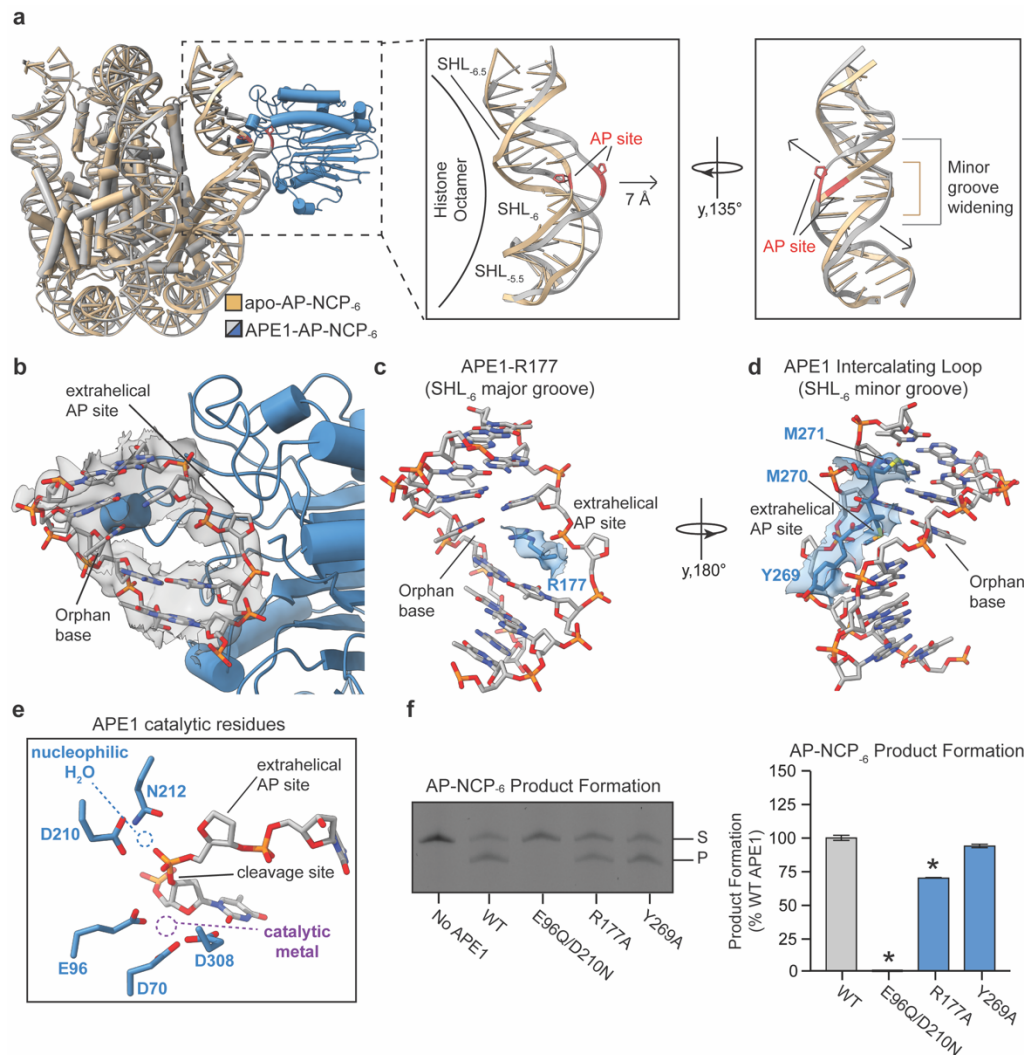 a
SHL-6.5
AP site
Histone
Octamer
7 Å
SHL-6
SHL-5.5
y,135°
Minor
groove
widening
AP site
apo-AP-NCP-6
APE1-AP-NCP-6
b
extrahelical
AP site
Orphan
base
c
APE1-R177
(SHL-6 major groove)
extrahelical
AP site
Orphan
base
R177
y,180°
d
APE1 Intercalating Loop
(SHL-6 minor groove)
M271
M270
extrahelical
AP site
Y269
Orphan
base
e
APE1 catalytic residues
nucleophilic
H2O
N212
extrahelical
AP site
D210
cleavage site
E96
catalytic
metal
D308
D70
f
AP-NCP-6 Product Formation
S
P
No APE1
WT
E96Q/D210N
R177A
Y269A
AP-NCP-6 Product Formation
Product Formation
(% WT APE1)
125
100
75
50
25
0
*
*
WT
E96Q/D210N
R177A
Y269A